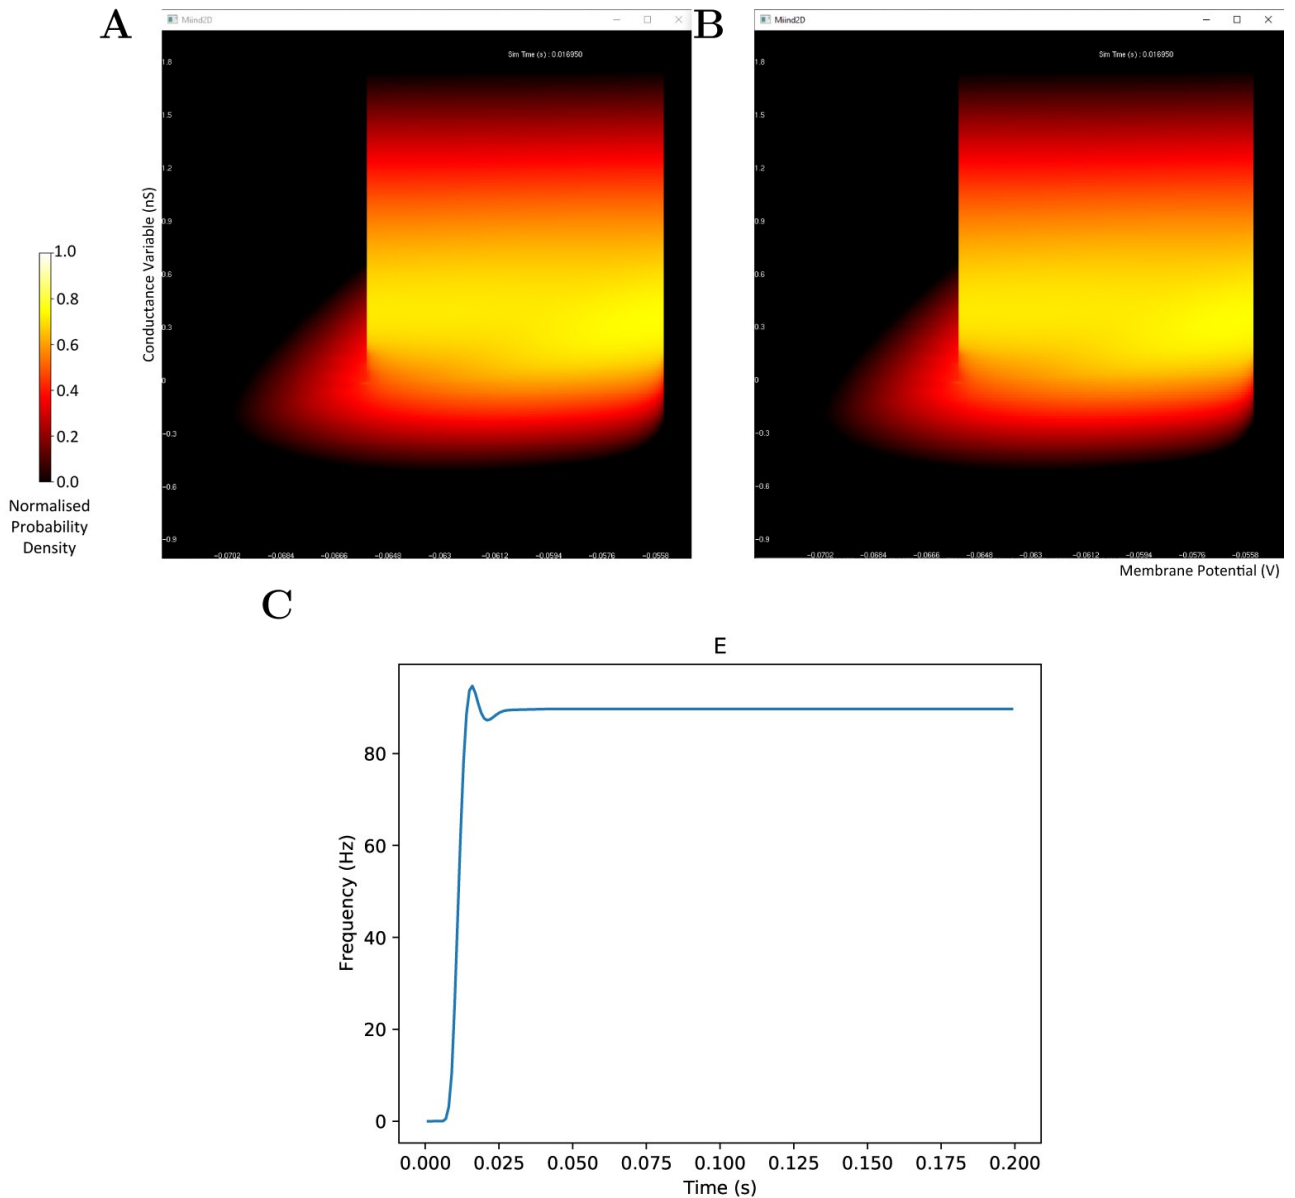 A
B
Miind2D
Miind2D
Sim Time (s) : 0.016950
Sim Time (s) : 0.016950
1.8
1.5
1.2
0.9
0.6
0.3
0
−0.3
−0.6
−0.9
1.8
1.5
1.2
0.9
0.6
0.3
0
−0.3
−0.6
−0.9
Conductance Variable (nS)
1.0
0.8
0.6
0.4
0.2
0.0
Normalised
Probability
Density
−0.0702 −0.0684 −0.0666 −0.0648 −0.063 −0.0612 −0.0594 −0.0576 −0.0558
−0.0702 −0.0684 −0.0666 −0.0648 −0.063 −0.0612 −0.0594 −0.0576 −0.0558
Membrane Potential (V)
C
E
80
60
40
20
0
Frequency (Hz)
0.000 0.025 0.050 0.075 0.100 0.125 0.150 0.175 0.200
Time (s)